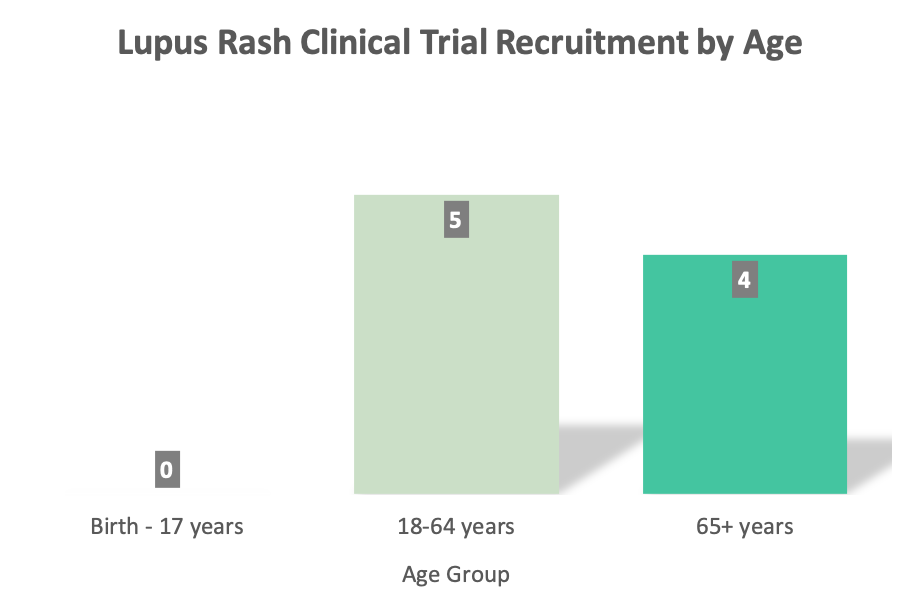 Lupus Rash Clinical Trial Recruitment by Age
5
4
0
Birth - 17 years
18-64 years
65+ years
Age Group